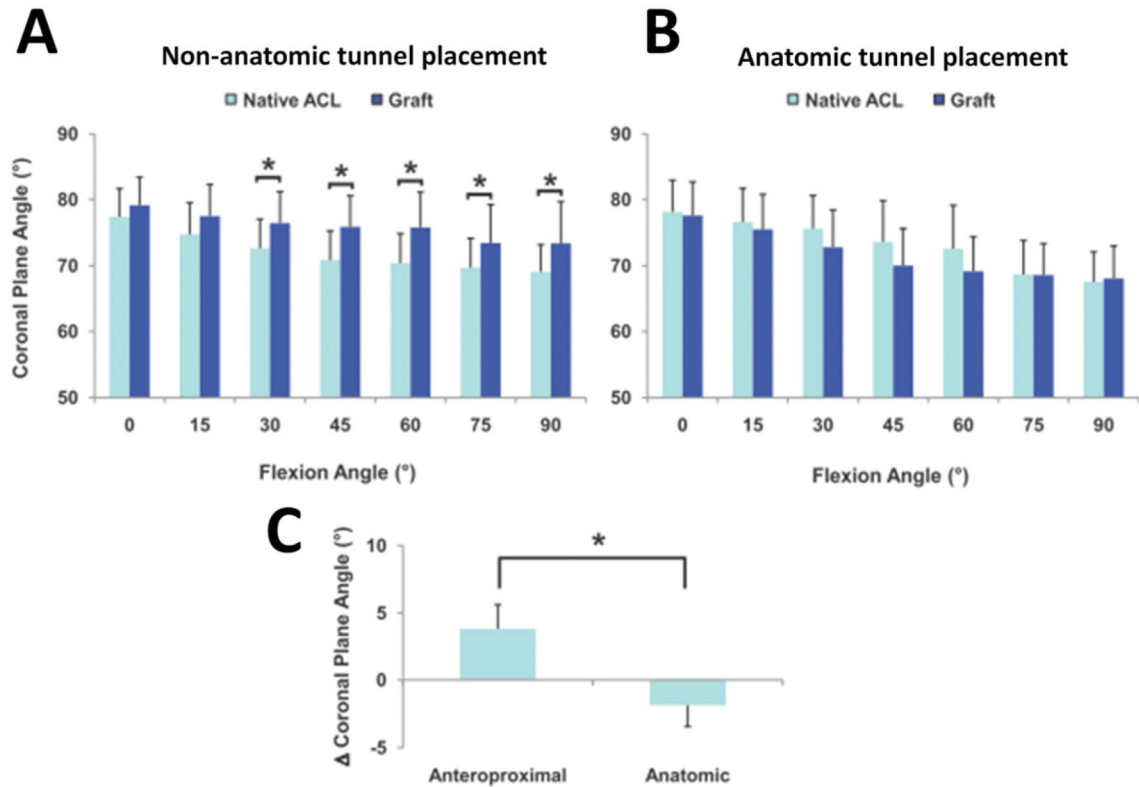 A
Non-anatomic tunnel placement
Native ACL Graft
Coronal Plane Angle (°)
90
80
70
60
50
* * * * *
0 15 30 45 60 75 90
Flexion Angle (°)
B
Anatomic tunnel placement
Native ACL Graft
90
80
70
60
50
0 15 30 45 60 75 90
Flexion Angle (°)
C
Δ Coronal Plane Angle (°)
10
5
0
-5
*
Anteroproximal Anatomic